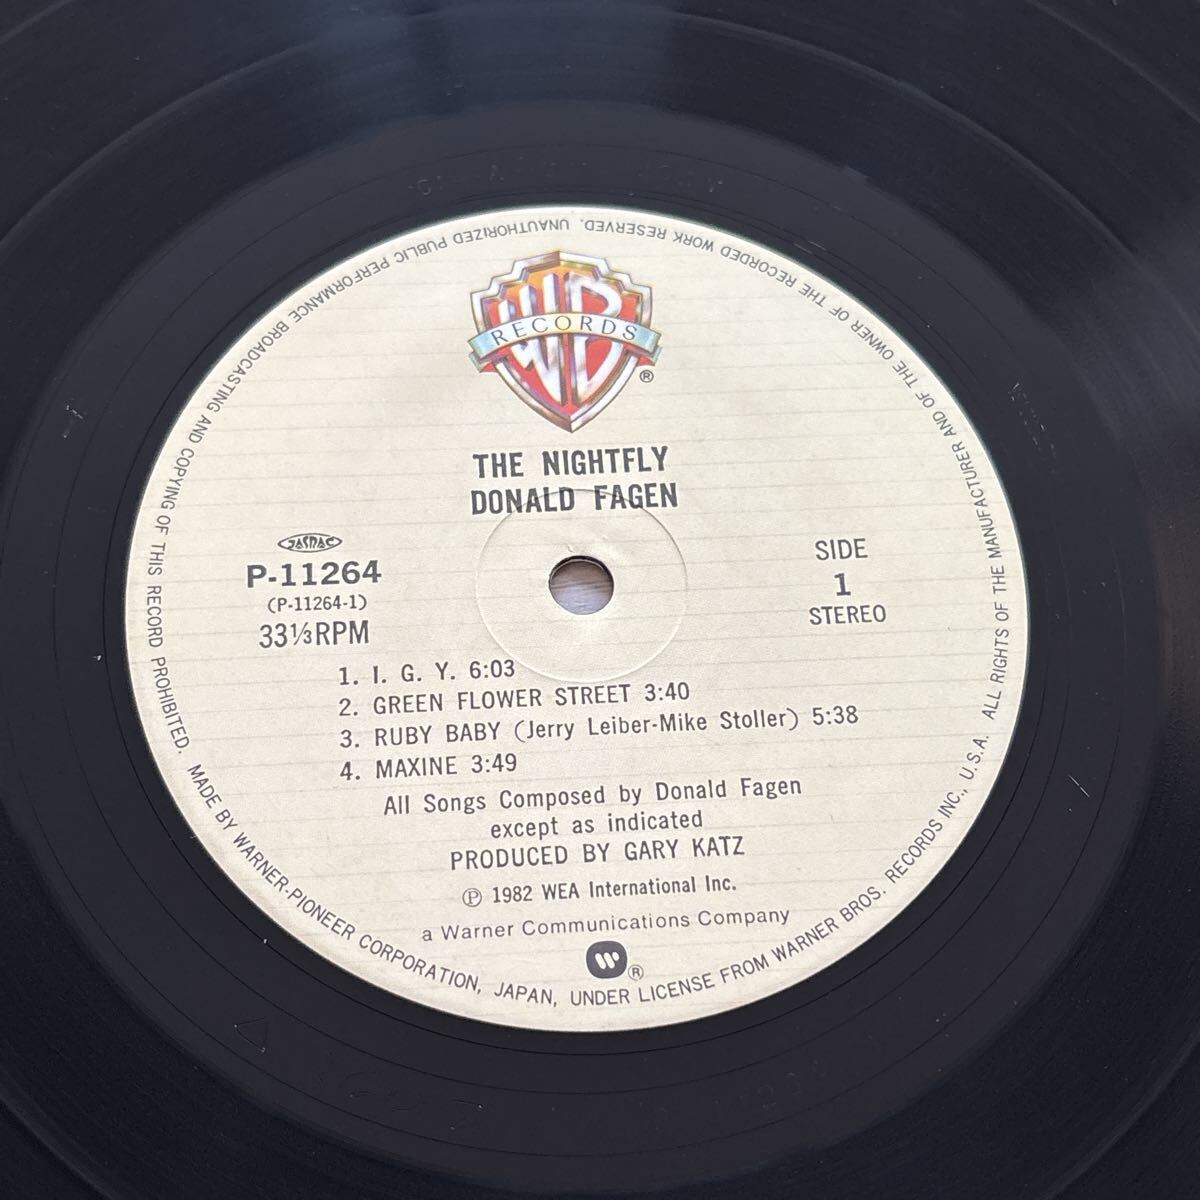 WB
RECORDS
®
THE NIGHTFLY
DONALD FAGEN
JASRAC
P-11264
(P-11264-1)
33⅓RPM
SIDE
1
STEREO
1. I. G. Y. 6:03
2. GREEN FLOWER STREET 3:40
3. RUBY BABY (Jerry Leiber-Mike Stoller) 5:38
4. MAXINE 3:49
All Songs Composed by Donald Fagen
except as indicated
PRODUCED BY GARY KATZ
℗ 1982 WEA International Inc.
a Warner Communications Company
W ®
MADE BY WARNER-PIONEER CORPORATION, JAPAN, UNDER LICENSE FROM WARNER BROS. RECORDS INC., U.S.A. ALL RIGHTS OF THE MANUFACTURER AND OF THE OWNER OF THE RECORDED WORK RESERVED. UNAUTHORIZED PUBLIC PERFORMANCE BROADCASTING AND COPYING OF THIS RECORD PROHIBITED.